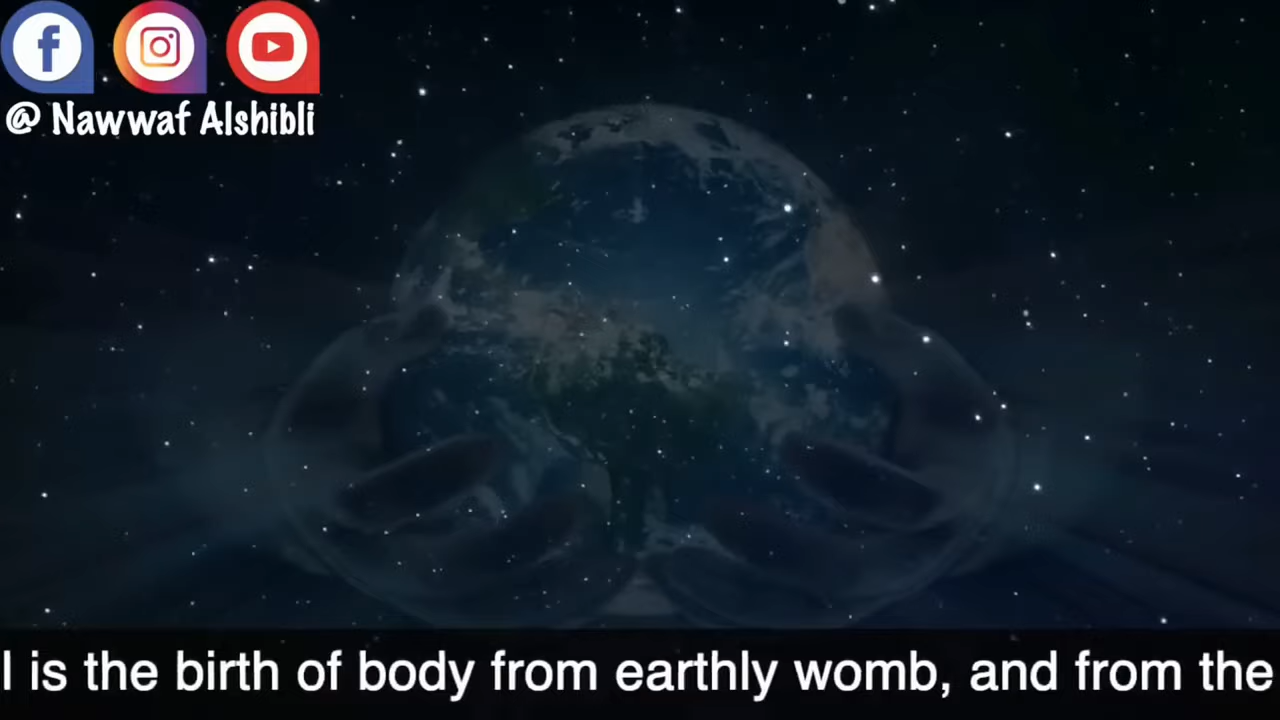 @ Nawwaf Alshibli
l is the birth of body from earthly womb, and from the